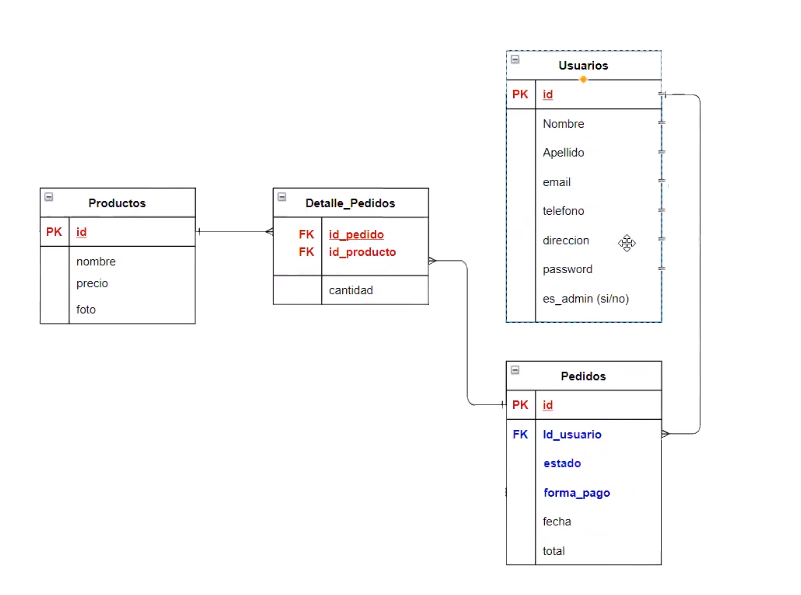 Usuarios
PK id
Nombre
Apellido
email
telefono
direccion
password
es_admin (si/no)
Productos
PK id
nombre
precio
foto
Detalle_Pedidos
FK id_pedido
FK id_producto
cantidad
Pedidos
PK id
FK Id_usuario
estado
forma_pago
fecha
total